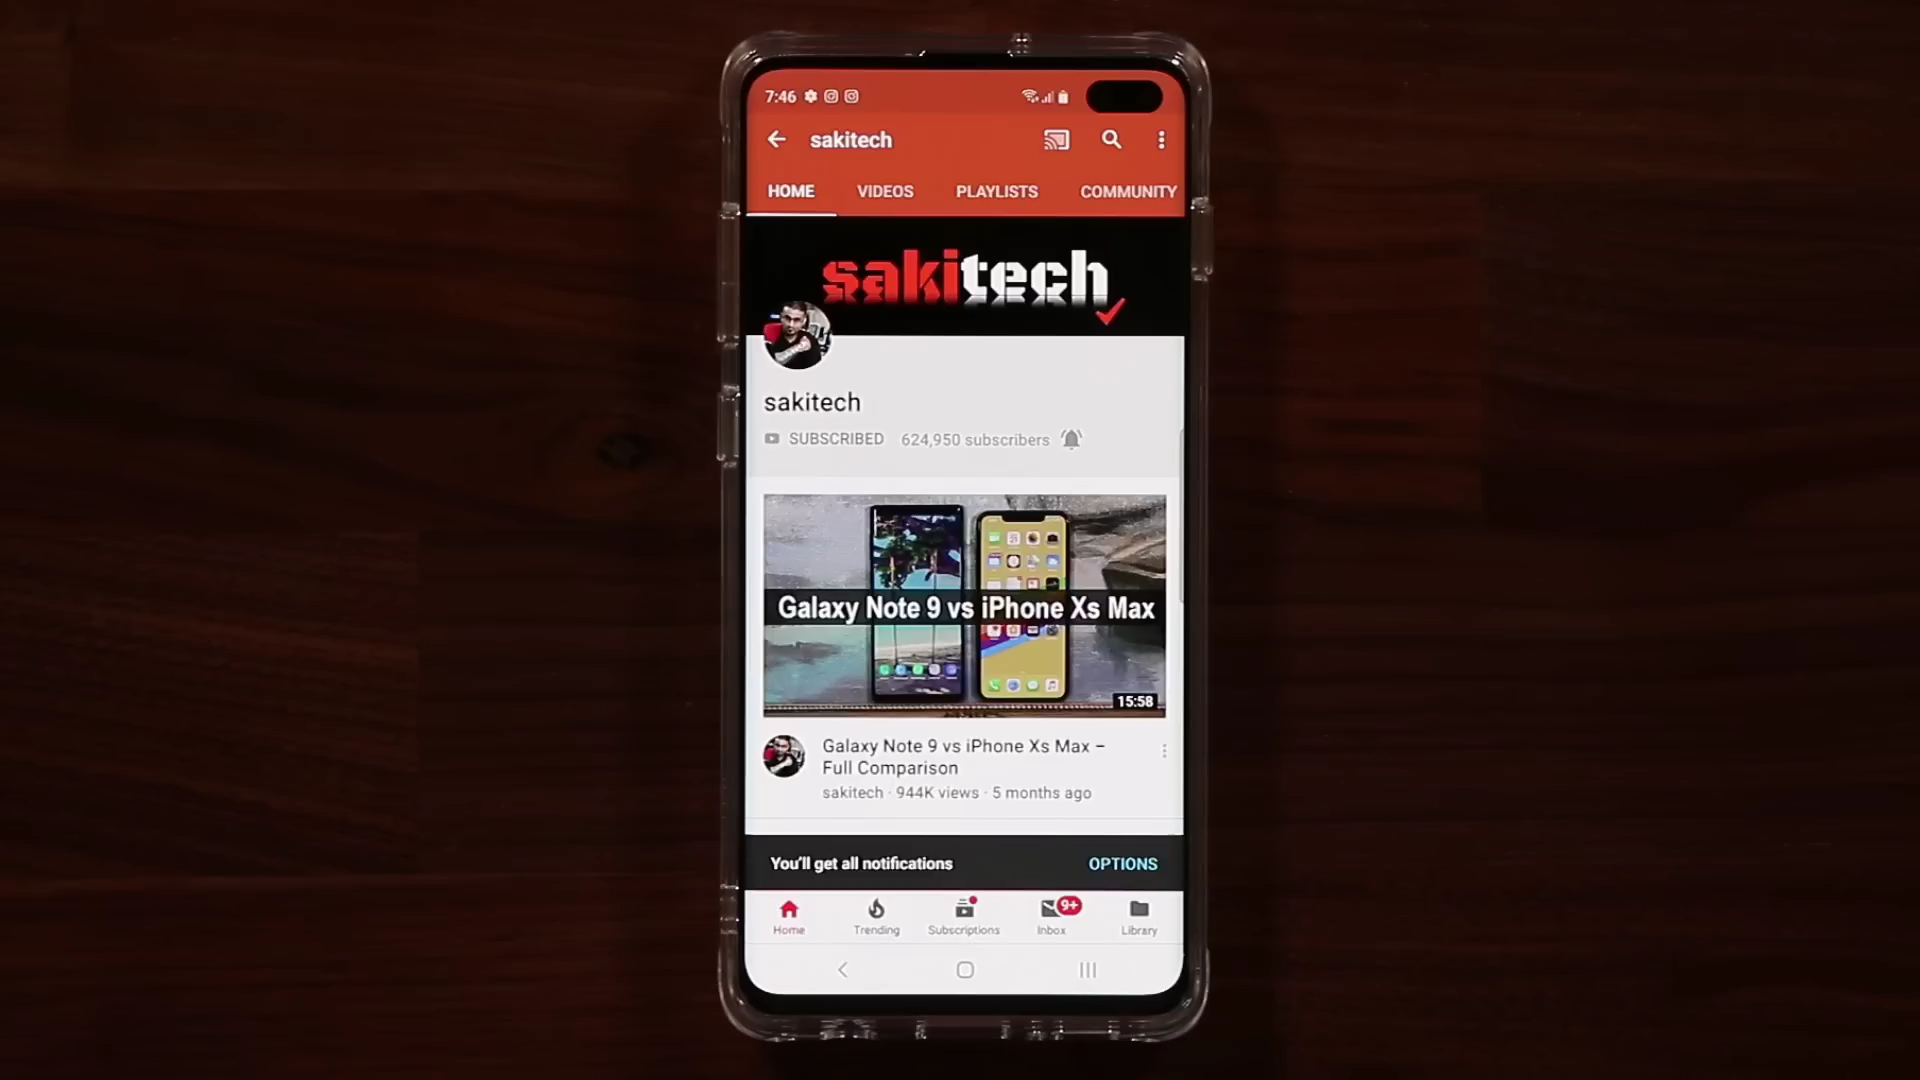 7:46
sakitech
HOME VIDEOS PLAYLISTS COMMUNITY
sakitech
sakitech
SUBSCRIBED 624,950 subscribers
Galaxy Note 9 vs iPhone Xs Max
15:58
Galaxy Note 9 vs iPhone Xs Max –
Full Comparison
sakitech · 944K views · 5 months ago
You'll get all notifications OPTIONS
9+
Home Trending Subscriptions Inbox Library